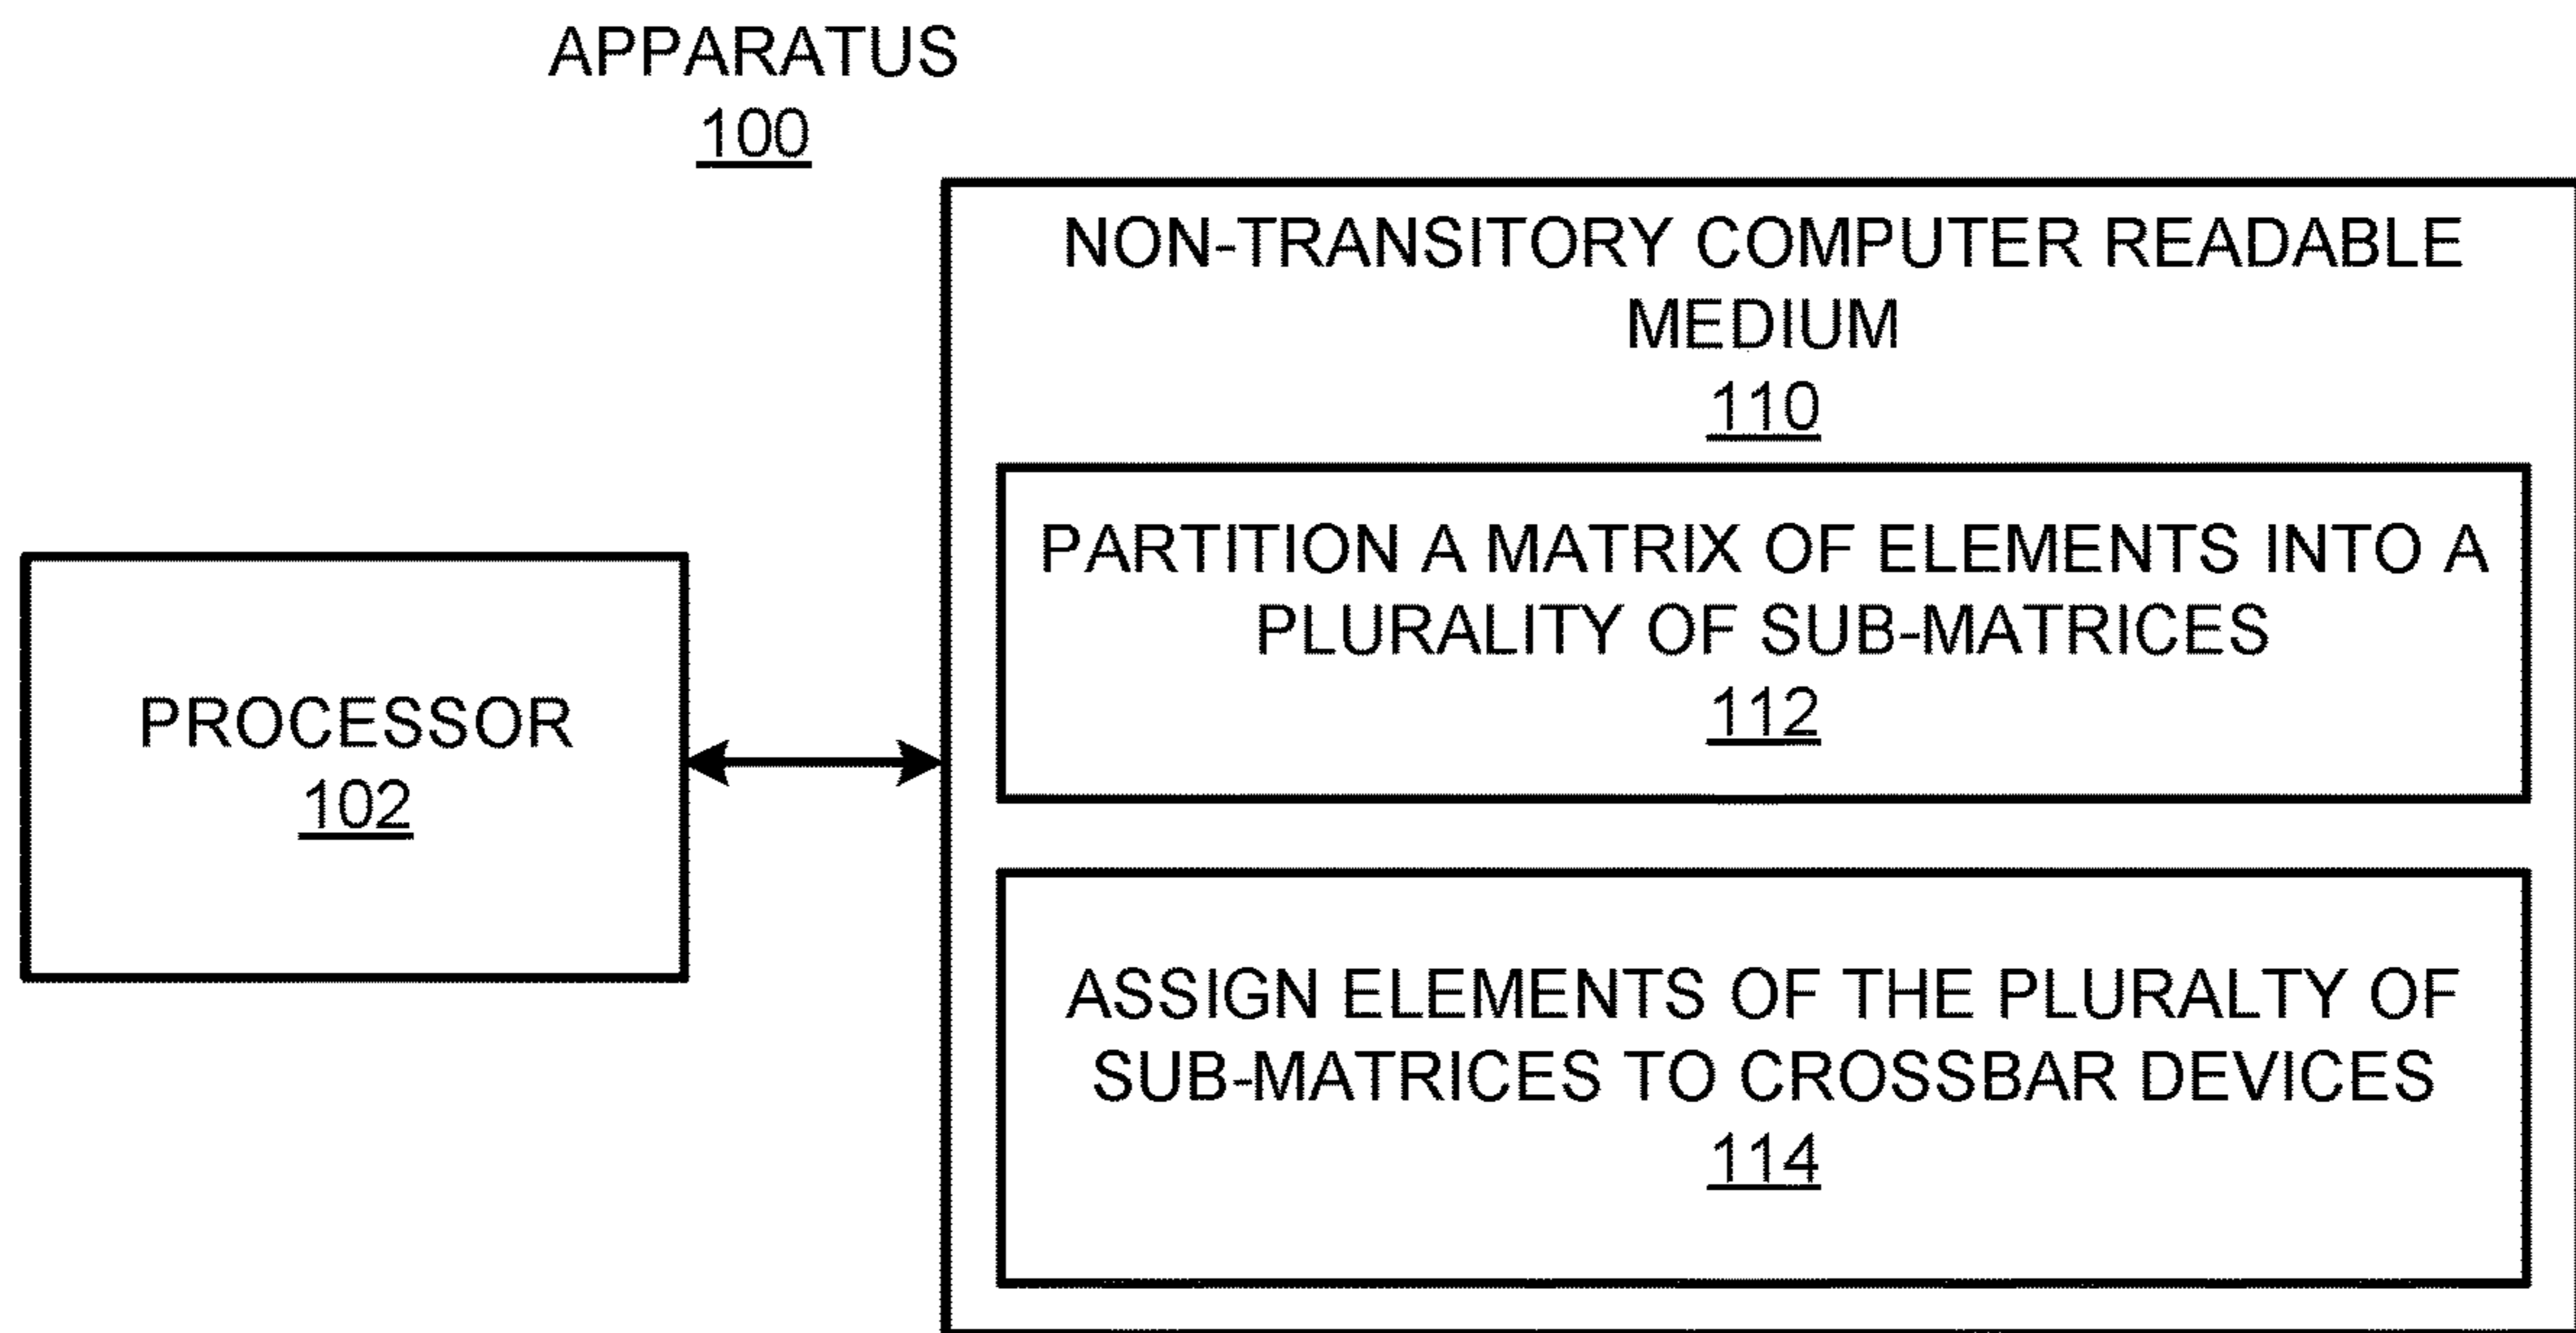 APPARATUS
100
NON-TRANSITORY COMPUTER READABLE
MEDIUM
110
PARTITION A MATRIX OF ELEMENTS INTO A
PLURALITY OF SUB-MATRICES
112
PROCESSOR
102
ASSIGN ELEMENTS OF THE PLURALTY OF
SUB-MATRICES TO CROSSBAR DEVICES
114